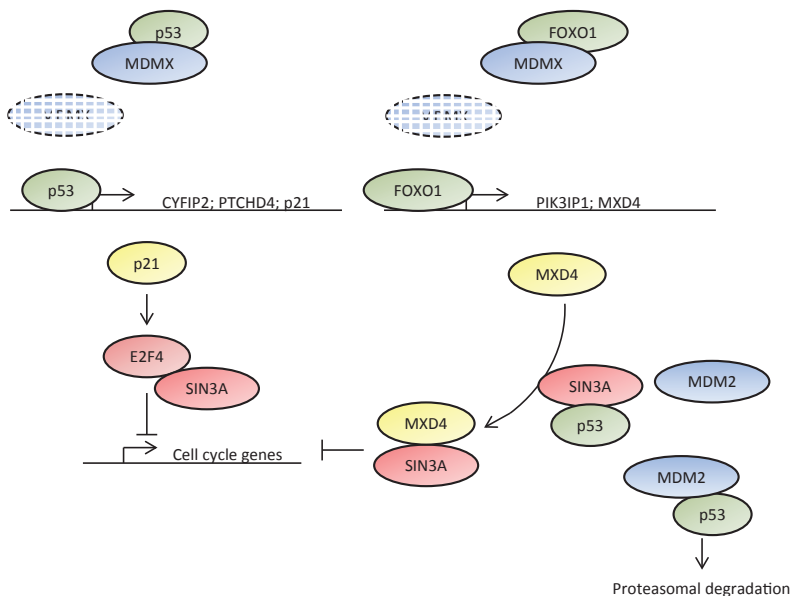 p53
MDMX
FOXO1
MDMX
p53
CYFIP2; PTCHD4; p21
FOXO1
PIK3IP1; MXD4
p21
MXD4
E2F4
SIN3A
SIN3A
MDM2
p53
MXD4
Cell cycle genes
SIN3A
MDM2
p53
Proteasomal degradation